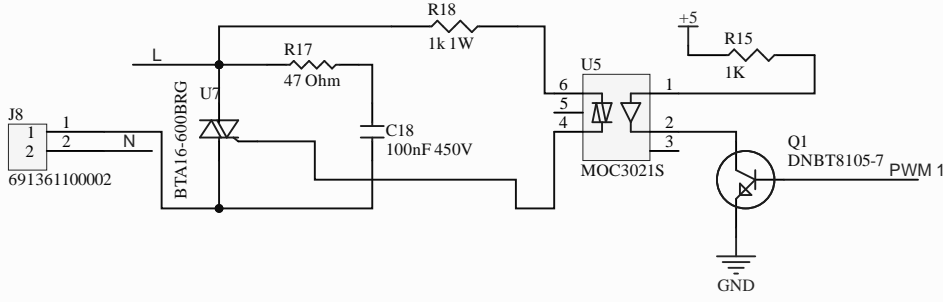 R18
1k 1W
+5
R15
1K
L
R17
47 Ohm
U5
U7
BTA16-600BRG
6
5
4
1
2
3
MOC3021S
J8
1
2
1
2
N
691361100002
C18
100nF 450V
Q1
DNBT8105-7
PWM 1
GND